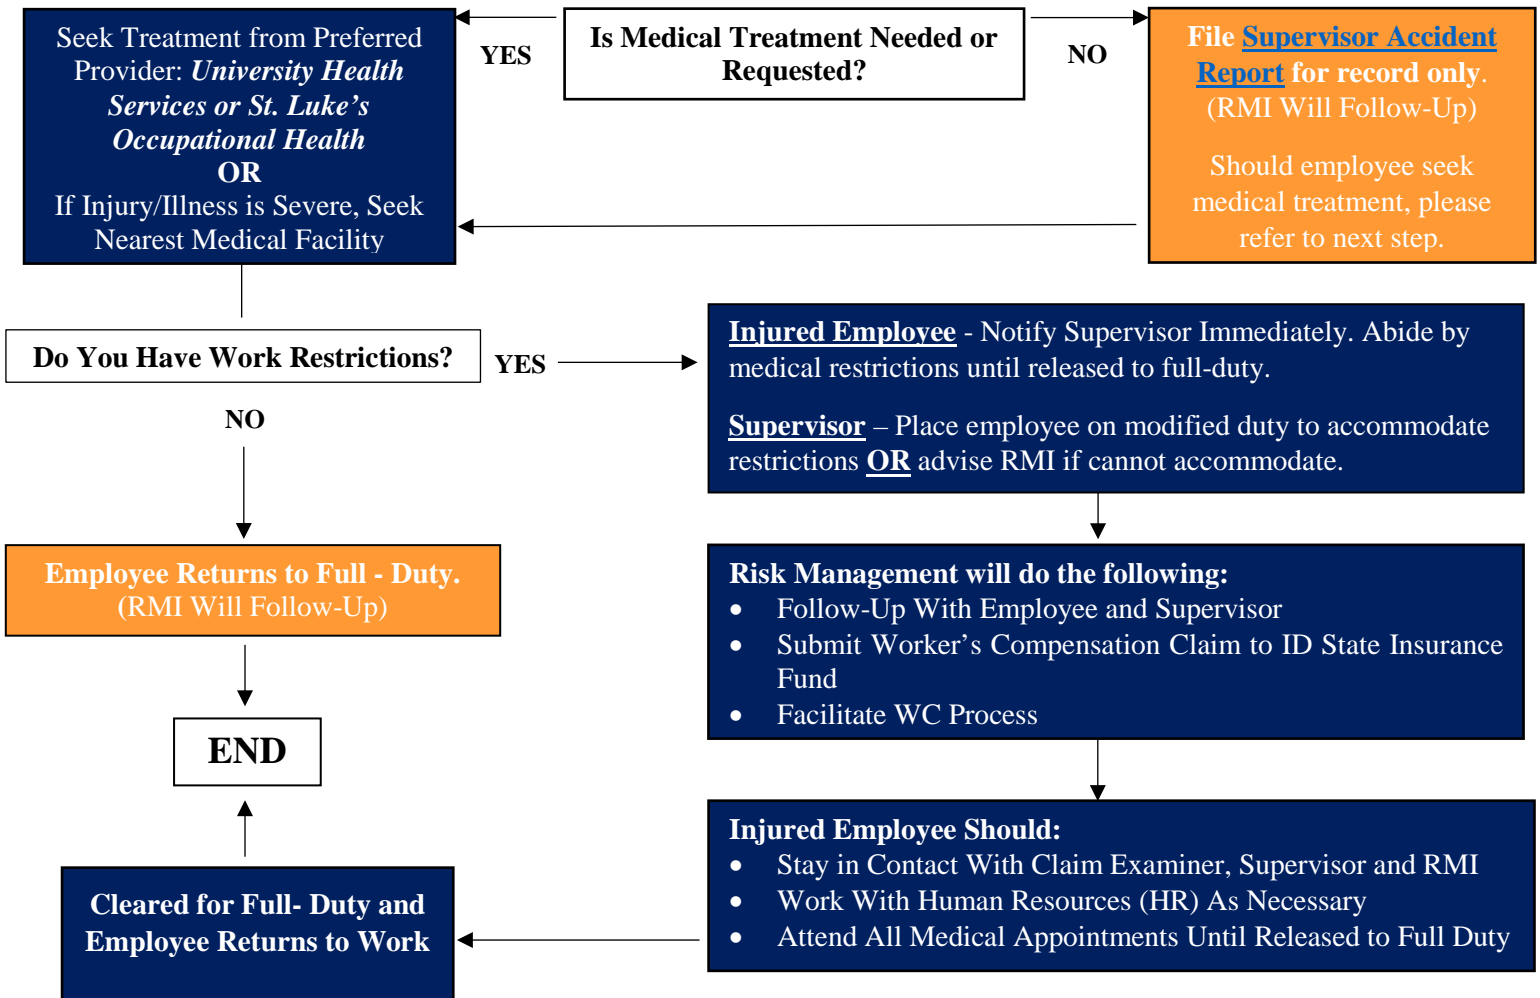 Seek Treatment from Preferred
Provider: University Health
Services or St. Luke’s
Occupational Health
OR
If Injury/Illness is Severe, Seek
Nearest Medical Facility
YES
Is Medical Treatment Needed or
Requested?
NO
File Supervisor Accident
Report for record only.
(RMI Will Follow-Up)
Should employee seek
medical treatment, please
refer to next step.
Do You Have Work Restrictions?
YES
NO
Injured Employee - Notify Supervisor Immediately. Abide by
medical restrictions until released to full-duty.
Supervisor – Place employee on modified duty to accommodate
restrictions OR advise RMI if cannot accommodate.
Employee Returns to Full - Duty.
(RMI Will Follow-Up)
Risk Management will do the following:
• Follow-Up With Employee and Supervisor
• Submit Worker’s Compensation Claim to ID State Insurance
Fund
• Facilitate WC Process
END
Injured Employee Should:
• Stay in Contact With Claim Examiner, Supervisor and RMI
• Work With Human Resources (HR) As Necessary
• Attend All Medical Appointments Until Released to Full Duty
Cleared for Full- Duty and
Employee Returns to Work